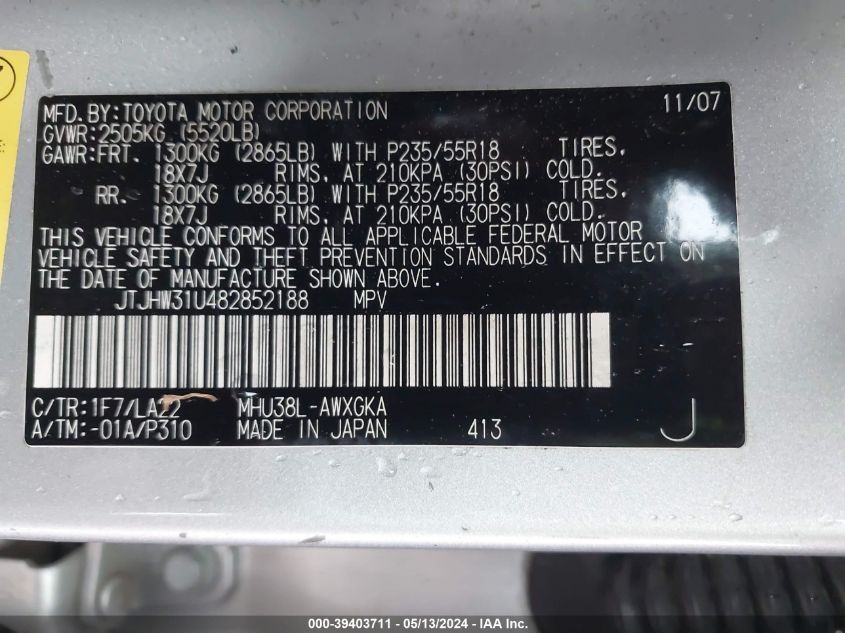 MFD.BY:TOYOTA MOTOR CORPORATION 11/07
GVWR:2505KG (5520LB)
GAWR:FRT. 1300KG (2865LB) WITH P235/55R18 TIRES,
18X7J RIMS, AT 210KPA (30PSI) COLD.
RR. 1300KG (2865LB) WITH P235/55R18 TIRES,
18X7J RIMS, AT 210KPA (30PSI) COLD.
THIS VEHICLE CONFORMS TO ALL APPLICABLE FEDERAL MOTOR
VEHICLE SAFETY AND THEFT PREVENTION STANDARDS IN EFFECT ON
THE DATE OF MANUFACTURE SHOWN ABOVE.
JTJHW31U482852188 MPV
C/TR:1F7/LA22 MHU38L-AWXGKA
A/TM:-01A/P310 MADE IN JAPAN 413 J
000-39403711 - 05/13/2024 - IAA Inc.